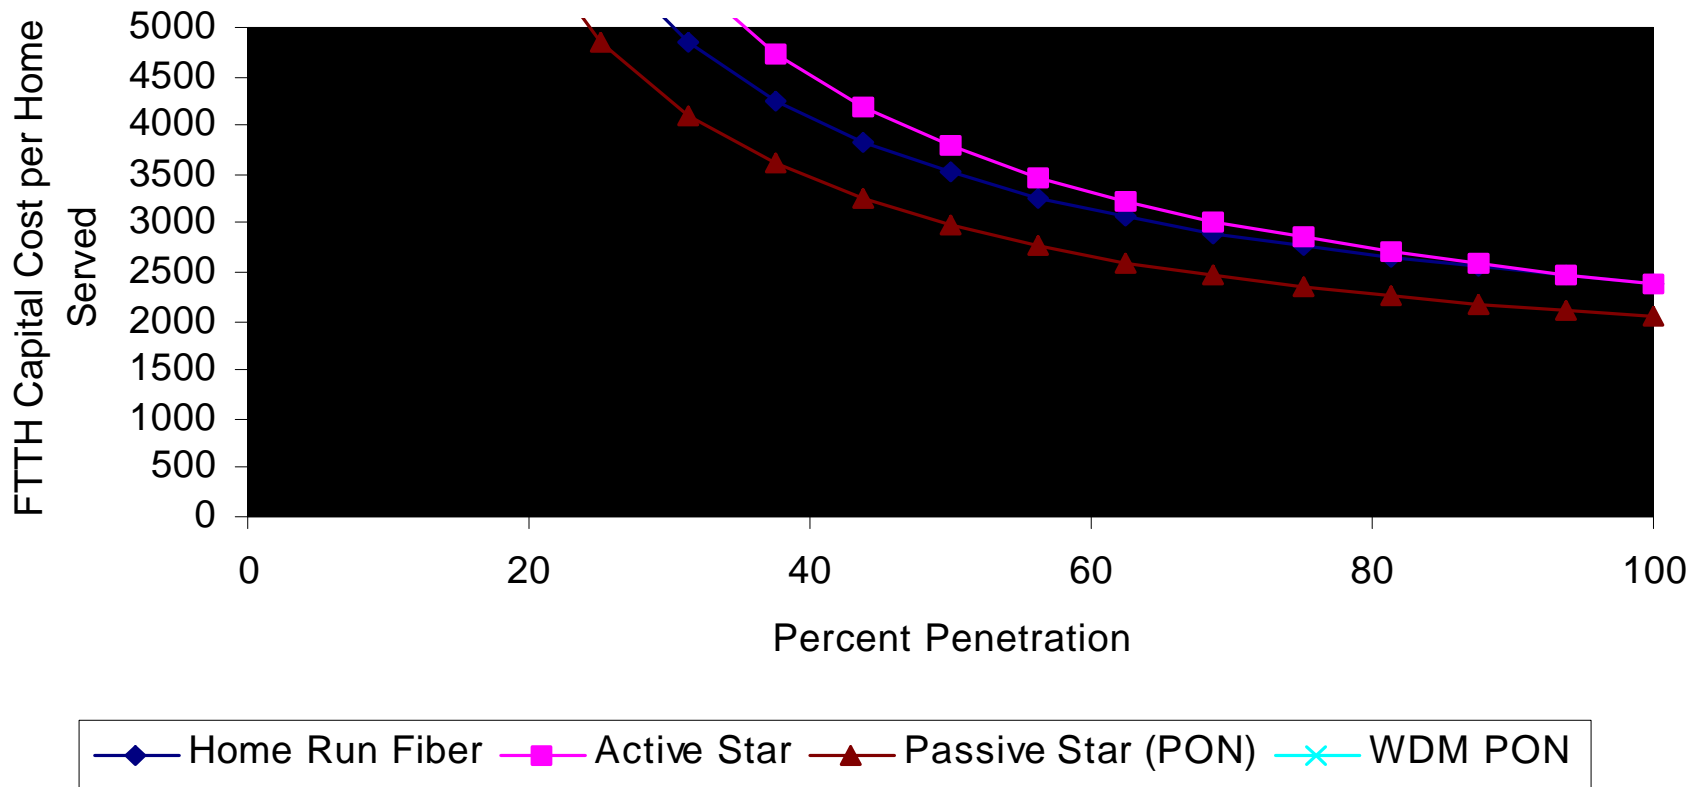 FTTH Capital Cost per Home
Served
5000
4500
4000
3500
3000
2500
2000
1500
1000
500
0
0 20 40 60 80 100
Percent Penetration
Home Run Fiber Active Star Passive Star (PON) WDM PON